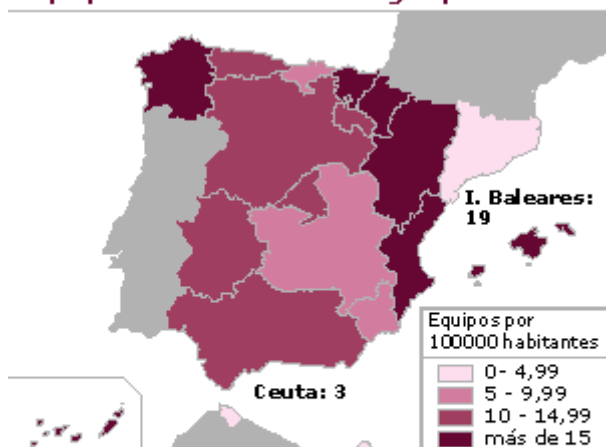 I. Baleares:
19
Equipos por
100000 habitantes
0- 4,99
5 - 9,99
10 - 14,99
más de 15
Ceuta: 3